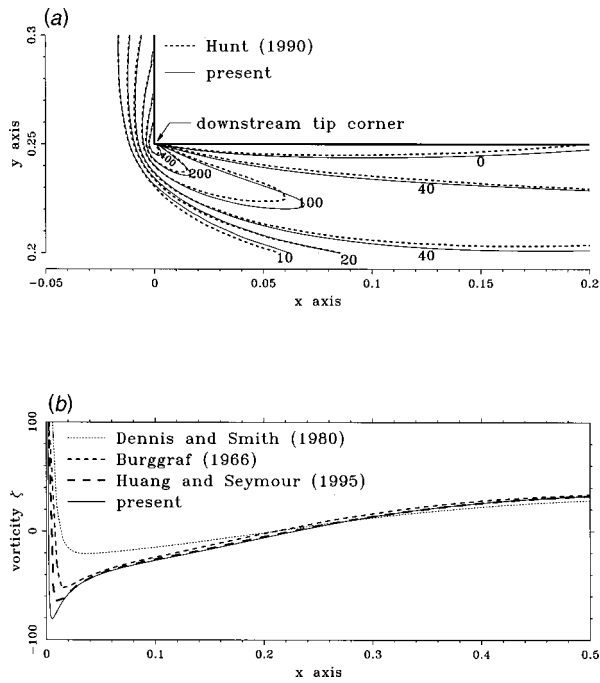 (a)
0.3
Hunt (1990)
present
downstream tip corner
y axis
0.25
400
200
0
40
100
0.2
10
20
40
-0.05
0
0.05
0.1
0.15
0.2
x axis
(b)
100
Dennis and Smith (1980)
Burggraf (1966)
Huang and Seymour (1995)
present
vorticity ζ
0
-100
0
0.1
0.2
0.3
0.4
0.5
x axis